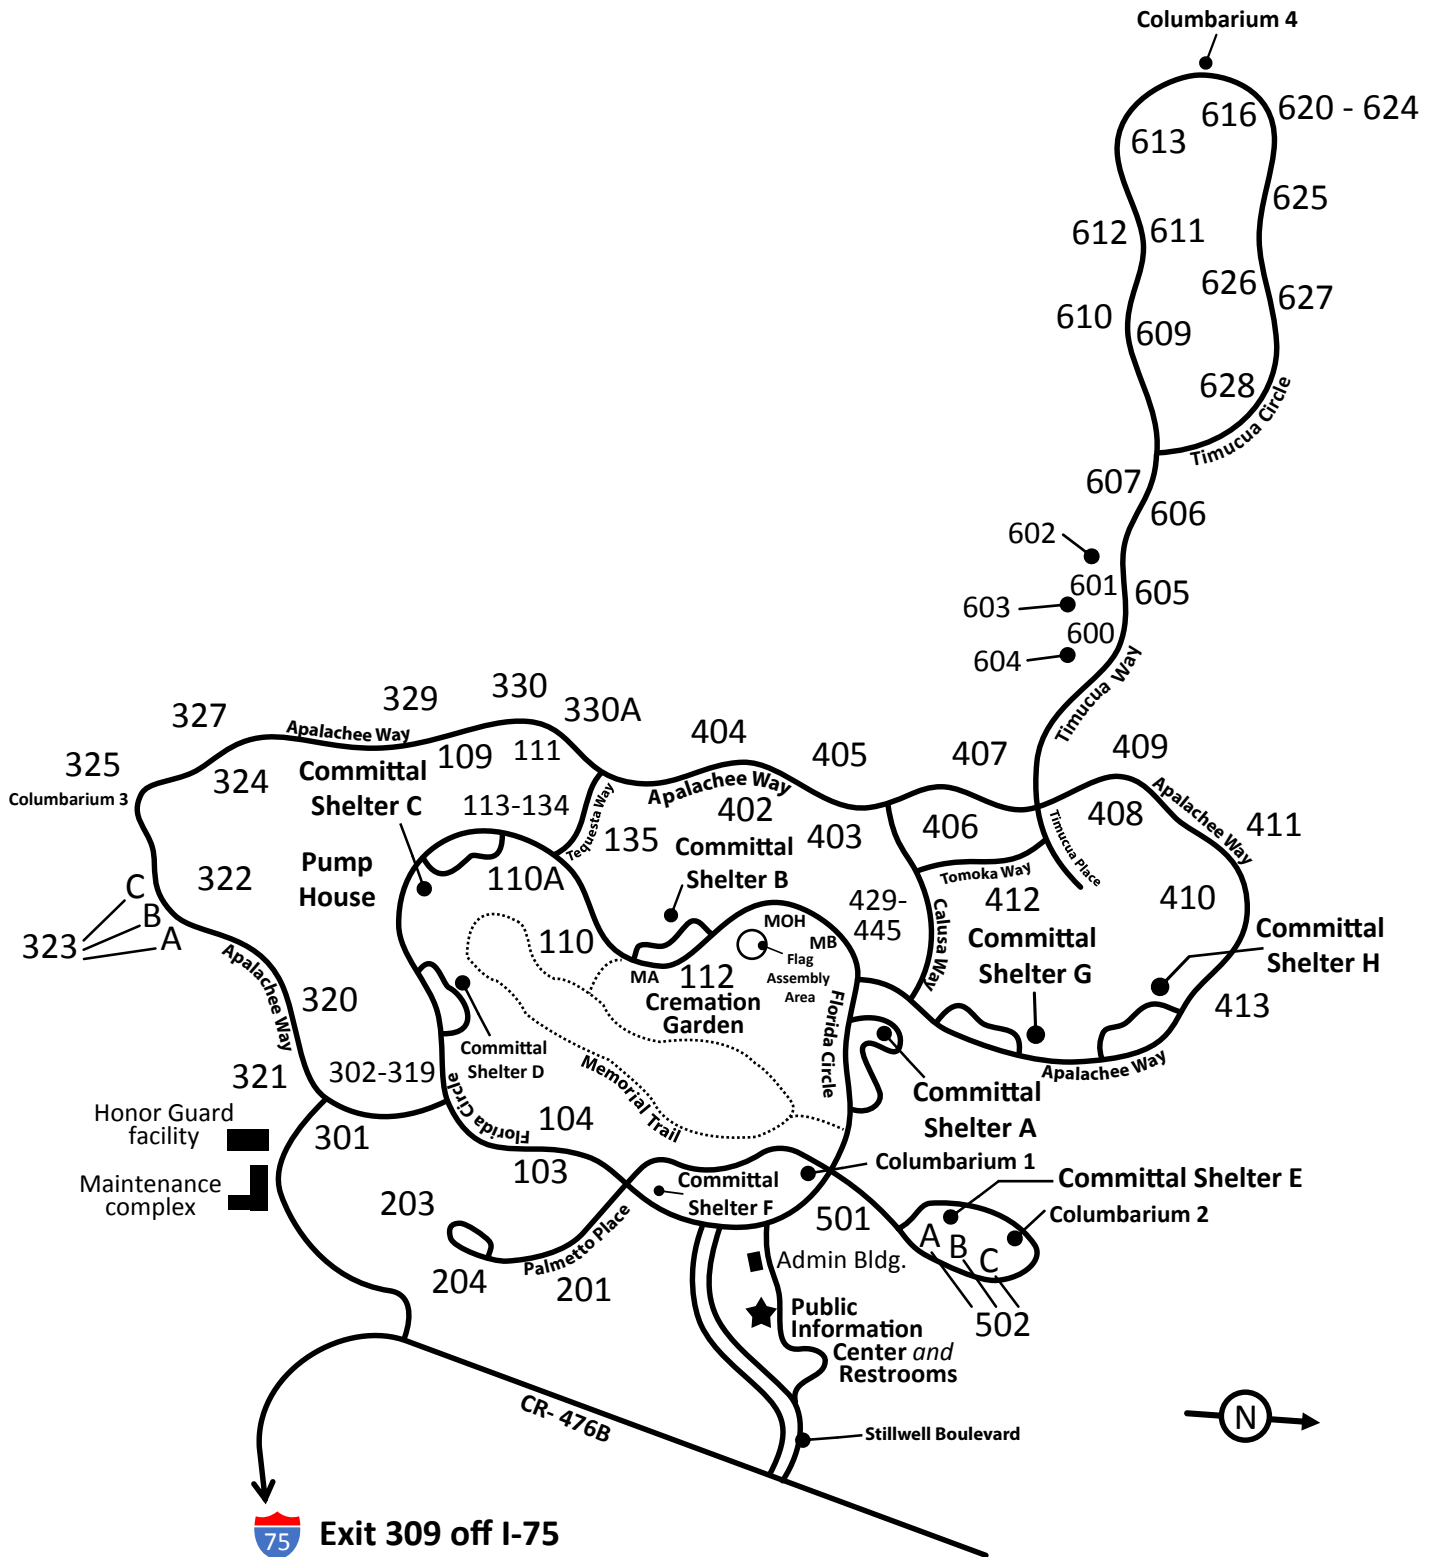 Columbarium 4
616
620 - 624
613
625
612
611
626
627
610
609
628
Timucua Circle
607
606
602
601
605
603
600
604
Timucua Way
330
329
330A
327
404
Apalachee Way
109
111
405
407
409
325
Columbarium 3
324
Committal
Shelter C
113-134
Tequesta Way
Apalachee Way
402
403
406
Timucua Place
408
Apalachee Way
411
135
Committal
Shelter B
Pump
House
322
110A
Tomoka Way
412
410
C
B
A
323
429-
445
Calusa Way
MOH
MB
Flag
Assembly
Area
110
MA
112
Cremation
Garden
Committal
Shelter G
Committal
Shelter H
413
Apalachee Way
320
Florida Circle
Committal
Shelter D
Memorial Trail
Apalachee Way
321
302-319
Florida Circle
104
Committal
Shelter A
Honor Guard
facility
301
103
Columbarium 1
Maintenance
complex
Committal
Shelter F
Committal Shelter E
Columbarium 2
203
501
A
B
C
502
Palmetto Place
204
201
Admin Bldg.
Public
Information
Center and
Restrooms
CR- 476B
Stillwell Boulevard
N
75
Exit 309 off I-75